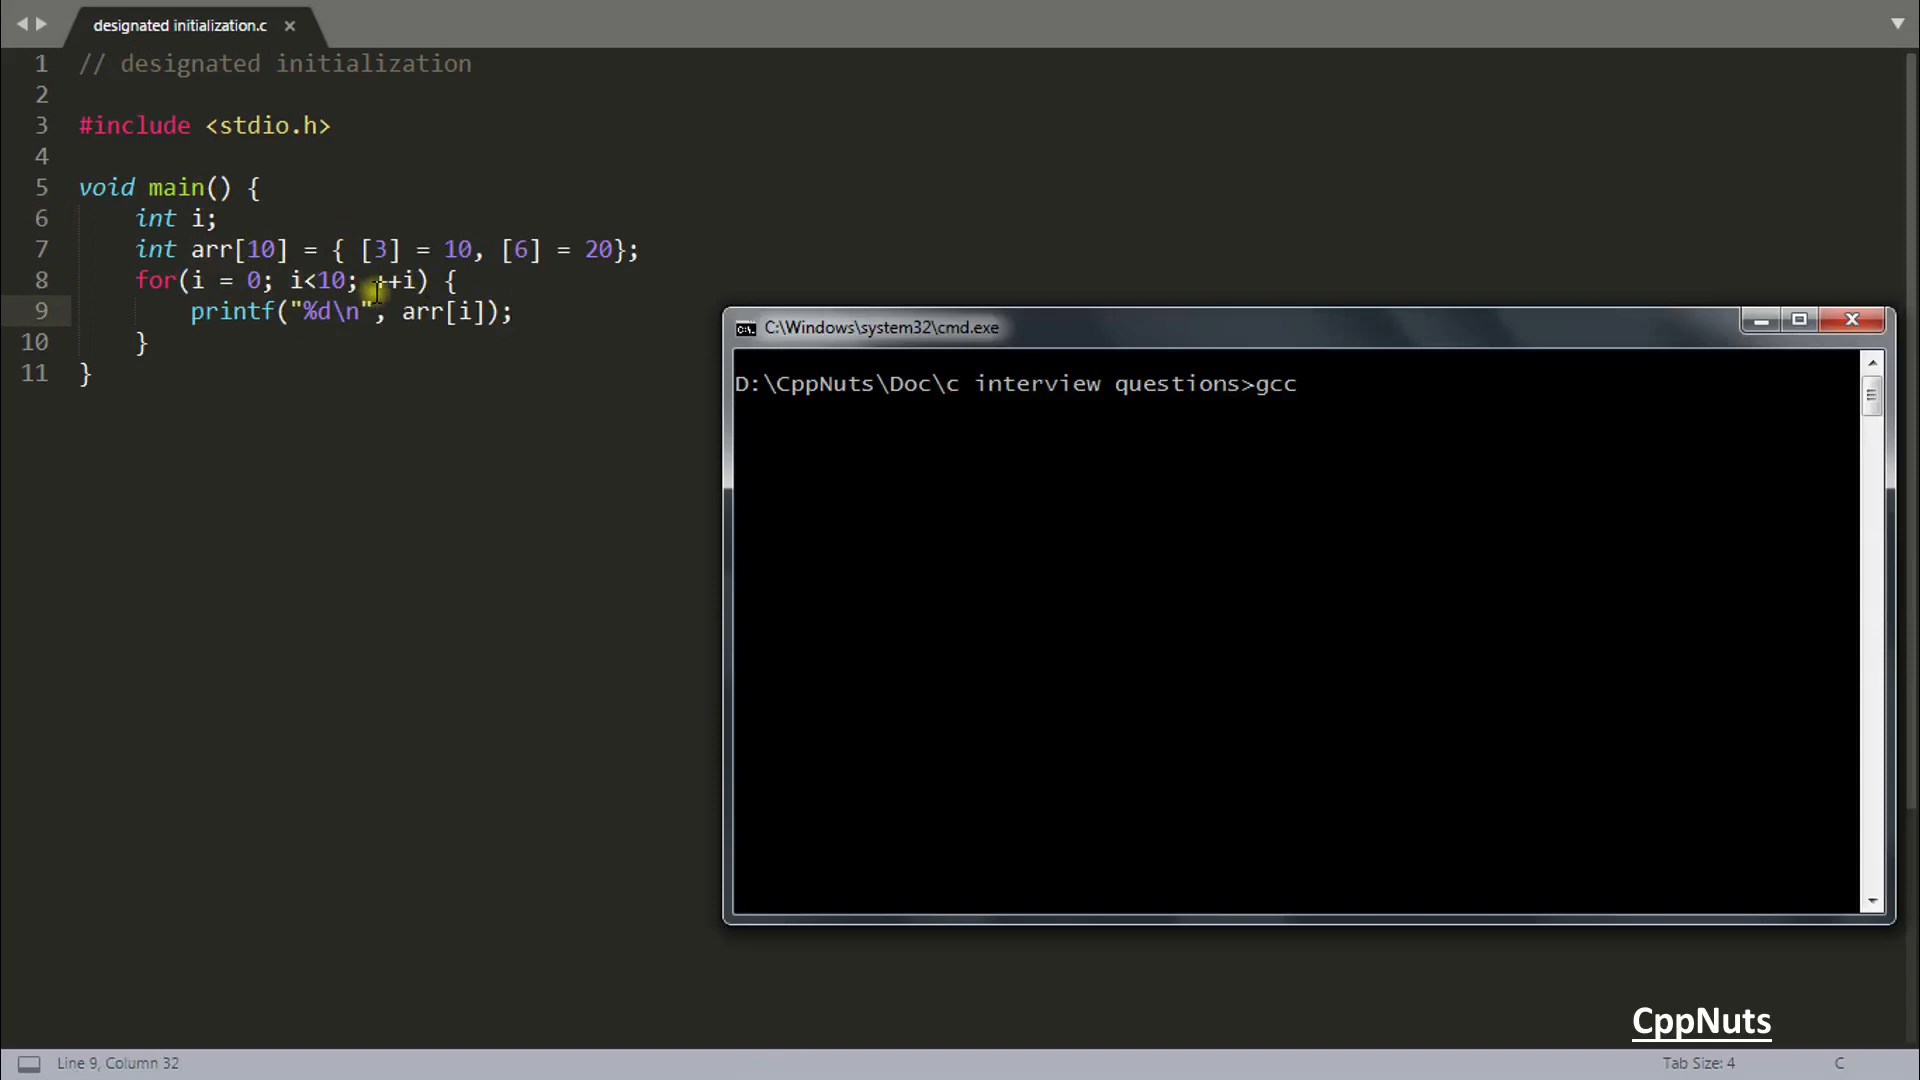 designated initialization.c ×
1 // designated initialization
2
3 #include <stdio.h>
4
5 void main() {
6     int i;
7     int arr[10] = { [3] = 10, [6] = 20};
8     for(i = 0; i<10; ++i) {
9         printf("%d\n", arr[i]);
10     }
11 }
C:\Windows\system32\cmd.exe
D:\CppNuts\Doc\c interview questions>gcc
CppNuts
Line 9, Column 32
Tab Size: 4
C